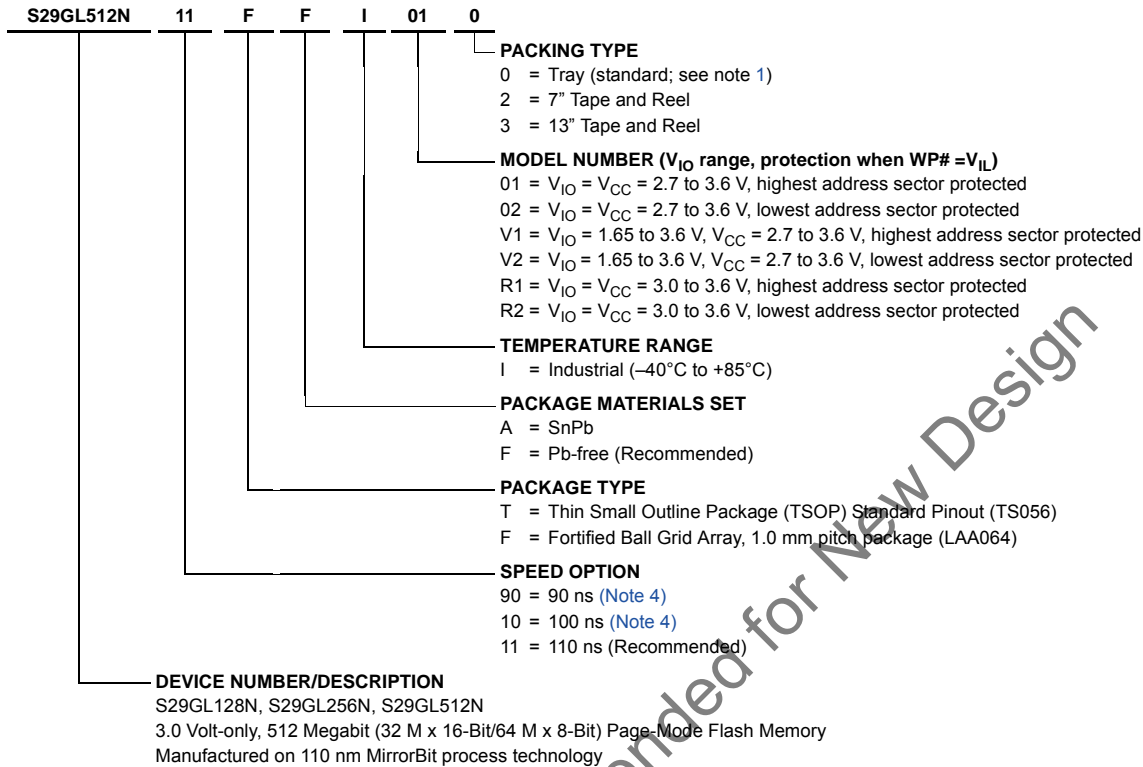 S29GL512N 11 F F I 01 0
PACKING TYPE
0 = Tray (standard; see note 1)
2 = 7” Tape and Reel
3 = 13” Tape and Reel
MODEL NUMBER (VIO range, protection when WP# =VIL)
01 = VIO = VCC = 2.7 to 3.6 V, highest address sector protected
02 = VIO = VCC = 2.7 to 3.6 V, lowest address sector protected
V1 = VIO = 1.65 to 3.6 V, VCC = 2.7 to 3.6 V, highest address sector protected
V2 = VIO = 1.65 to 3.6 V, VCC = 2.7 to 3.6 V, lowest address sector protected
R1 = VIO = VCC = 3.0 to 3.6 V, highest address sector protected
R2 = VIO = VCC = 3.0 to 3.6 V, lowest address sector protected
TEMPERATURE RANGE
I = Industrial (–40°C to +85°C)
PACKAGE MATERIALS SET
A = SnPb
F = Pb-free (Recommended)
PACKAGE TYPE
T = Thin Small Outline Package (TSOP) Standard Pinout (TS056)
F = Fortified Ball Grid Array, 1.0 mm pitch package (LAA064)
SPEED OPTION
90 = 90 ns (Note 4)
10 = 100 ns (Note 4)
11 = 110 ns (Recommended)
DEVICE NUMBER/DESCRIPTION
S29GL128N, S29GL256N, S29GL512N
3.0 Volt-only, 512 Megabit (32 M x 16-Bit/64 M x 8-Bit) Page-Mode Flash Memory
Manufactured on 110 nm MirrorBit process technology
for New Design